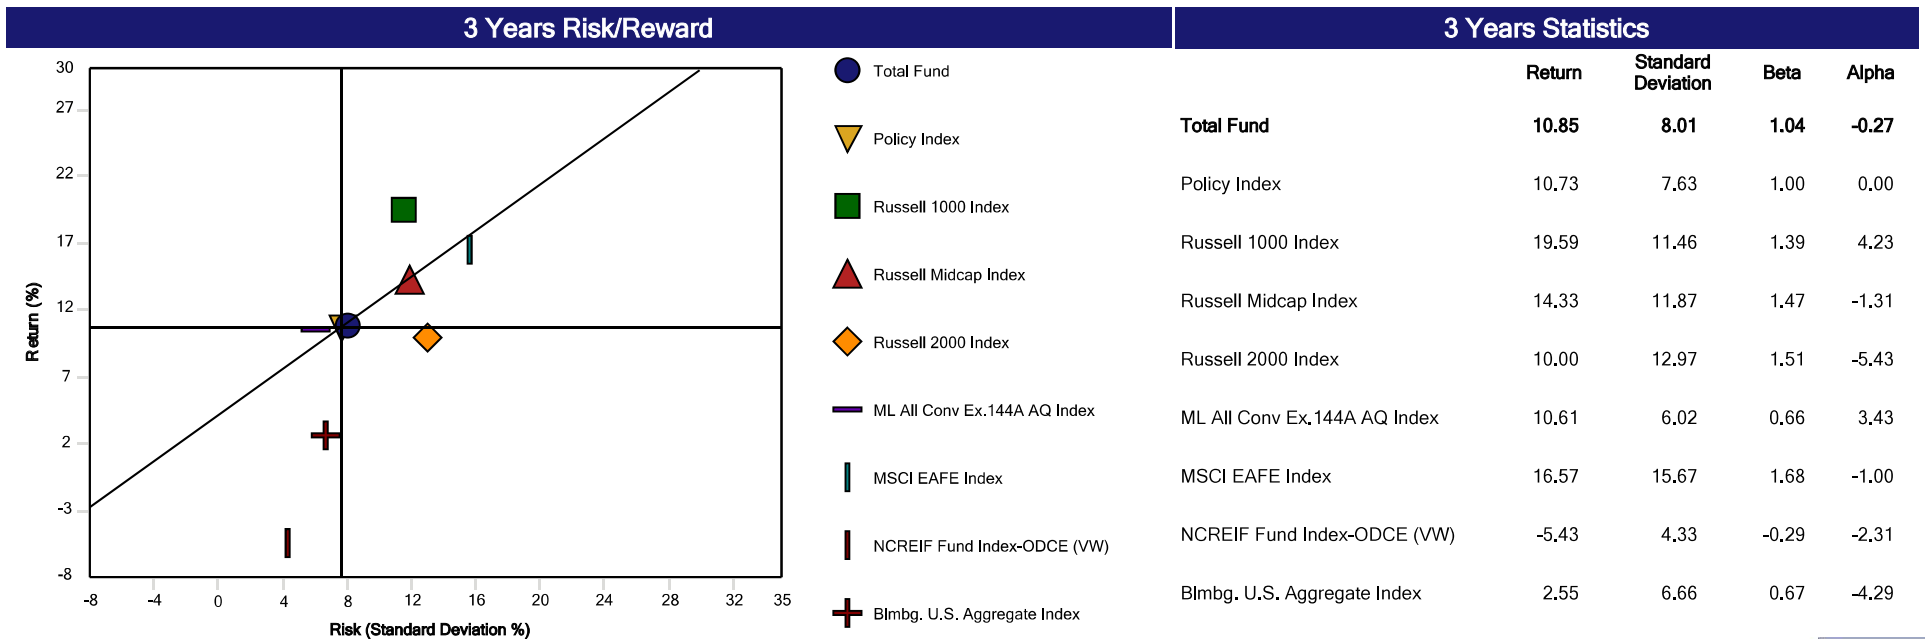 3 Years Risk/Reward
30
27
22
17
12
7
2
-3
-8
Return (%)
-8 -4 0 4 8 12 16 20 24 28 32 35
Risk (Standard Deviation %)
Total Fund
Policy Index
Russell 1000 Index
Russell Midcap Index
Russell 2000 Index
ML All Conv Ex.144A AQ Index
MSCI EAFE Index
NCREIF Fund Index-ODCE (VW)
Blmbg. U.S. Aggregate Index
3 Years Statistics
Return Standard Deviation Beta Alpha
Total Fund 10.85 8.01 1.04 -0.27
Policy Index 10.73 7.63 1.00 0.00
Russell 1000 Index 19.59 11.46 1.39 4.23
Russell Midcap Index 14.33 11.87 1.47 -1.31
Russell 2000 Index 10.00 12.97 1.51 -5.43
ML All Conv Ex.144A AQ Index 10.61 6.02 0.66 3.43
MSCI EAFE Index 16.57 15.67 1.68 -1.00
NCREIF Fund Index-ODCE (VW) -5.43 4.33 -0.29 -2.31
Blmbg. U.S. Aggregate Index 2.55 6.66 0.67 -4.29